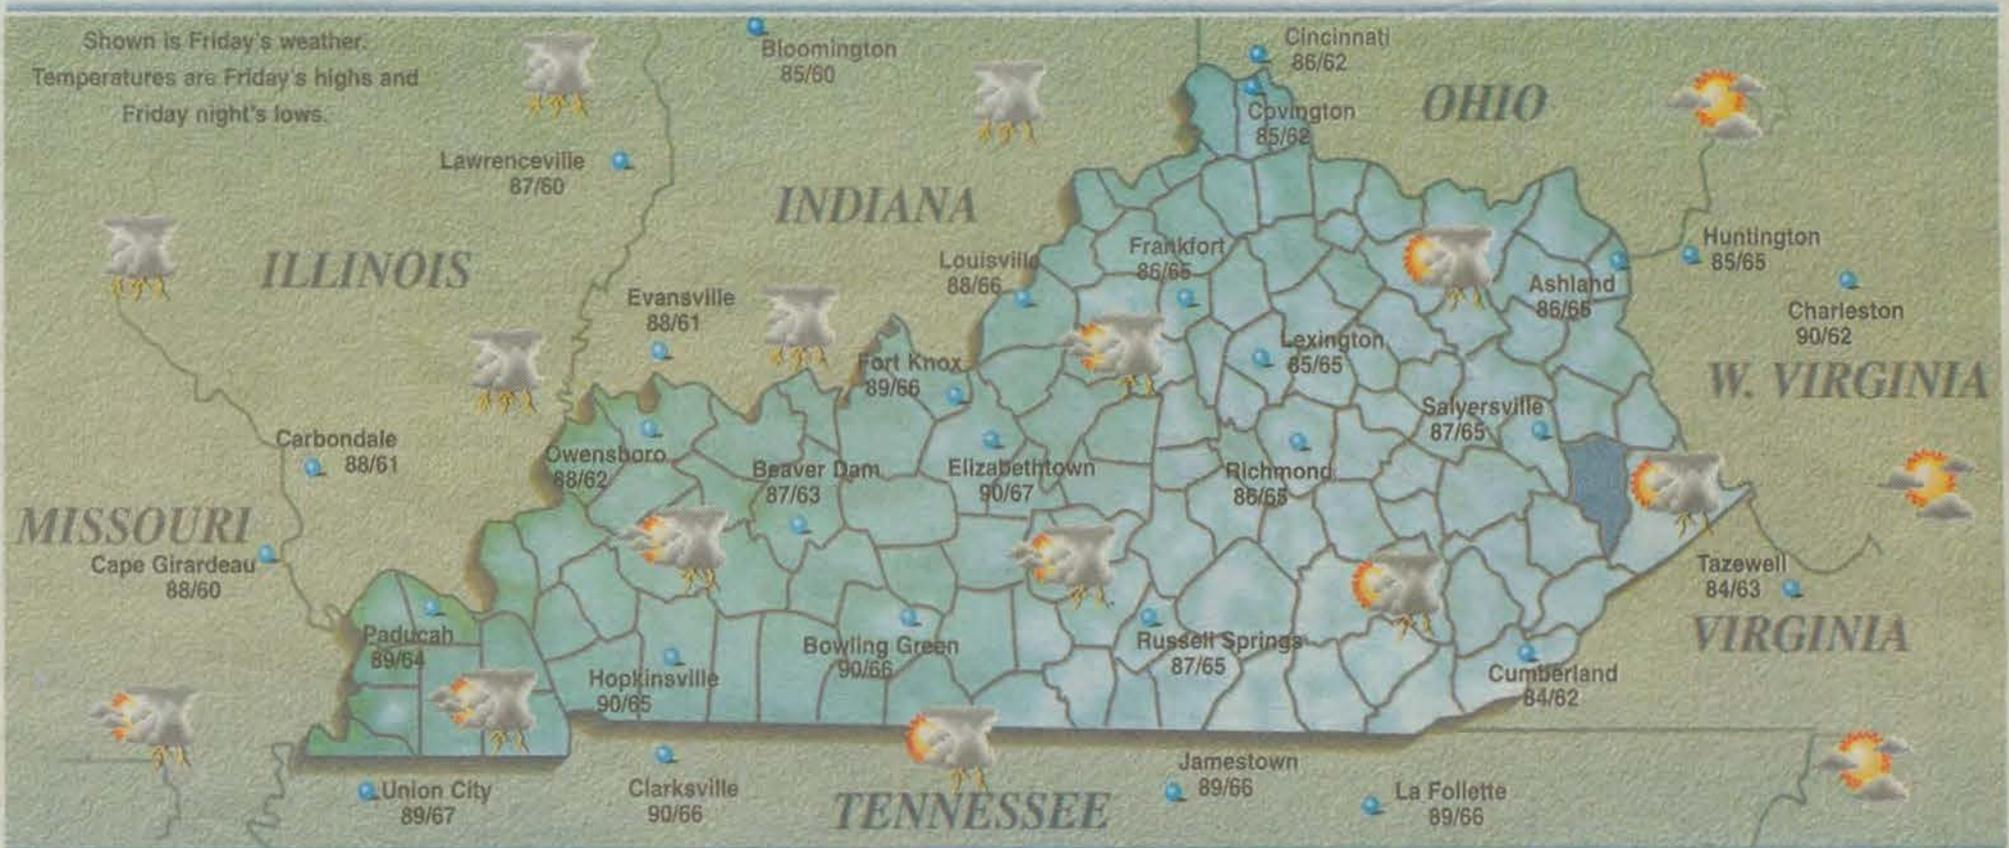 Shown is Friday's weather.
Temperatures are Friday's highs and
Friday night's lows.
Bloomington
85/60
Cincinnati
86/62
OHIO
Covington
85/62
Lawrenceville
87/60
INDIANA
ILLINOIS
Huntington
85/65
Frankfort
86/65
Louisville
88/66
Ashland
86/65
Evansville
88/61
Charleston
90/62
Lexington
85/65
Fort Knox
89/66
W. VIRGINIA
Salyersville
87/65
Carbondale
88/61
Owensboro
88/62
Beaver Dam
87/63
Elizabethtown
90/67
Richmond
86/65
MISSOURI
Cape Girardeau
88/60
Tazewell
84/63
VIRGINIA
Paducah
89/64
Bowling Green
90/66
Russell Springs
87/65
Hopkinsville
90/65
Cumberland
84/62
Jamestown
89/66
Union City
89/67
Clarksville
90/66
TENNESSEE
La Follette
89/66